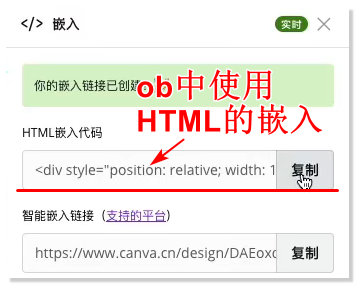 </> 嵌入
实时
你的嵌入链接已创建
ob中使用
HTML的嵌入
HTML嵌入代码
<div style="position: relative; width: 1
复制
智能嵌入链接（支持的平台）
https://www.canva.cn/design/DAEoxc
复制